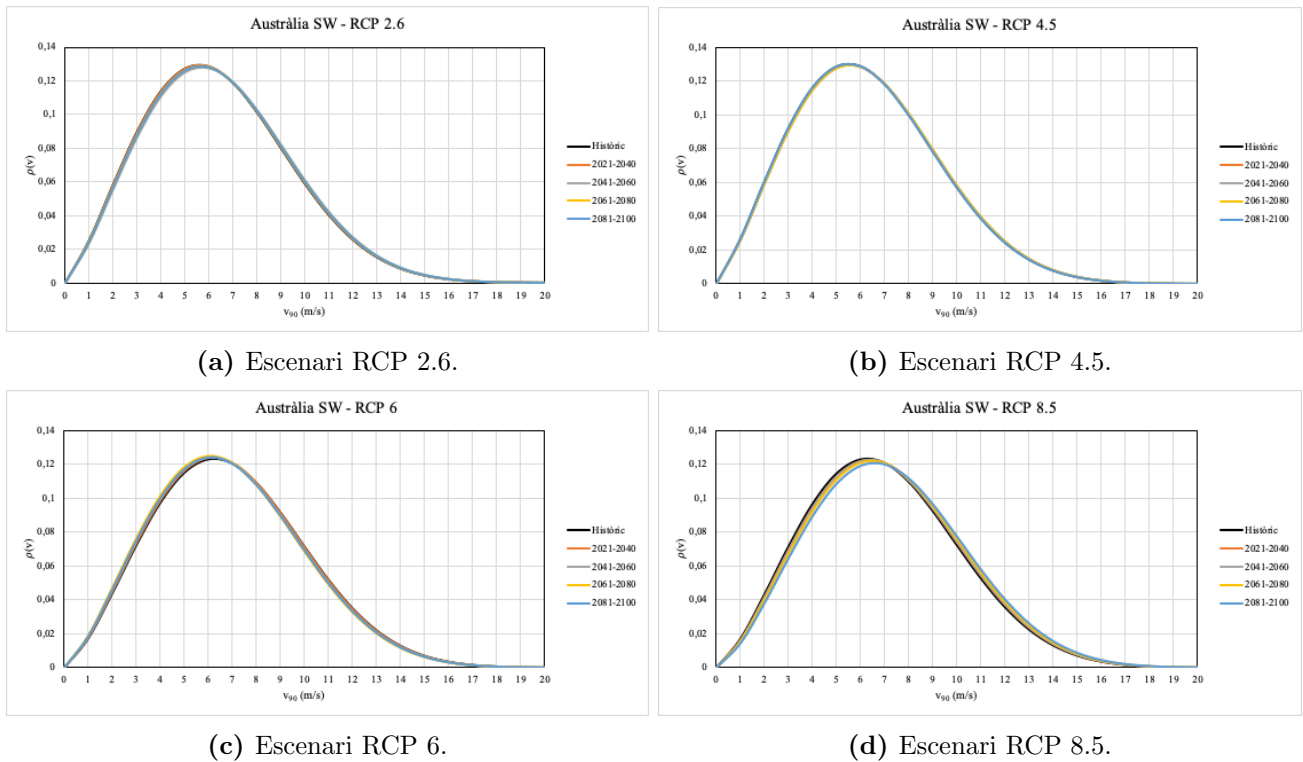 Austràlia SW - RCP 2.6
0,14
0,12
0,1
0,08
0,06
0,04
0,02
0
ρ(v)
0 1 2 3 4 5 6 7 8 9 10 11 12 13 14 15 16 17 18 19 20
v90 (m/s)
Històric
2021-2040
2041-2060
2061-2080
2081-2100
(a) Escenari RCP 2.6.
Austràlia SW - RCP 4.5
0,14
0,12
0,1
0,08
0,06
0,04
0,02
0
ρ(v)
0 1 2 3 4 5 6 7 8 9 10 11 12 13 14 15 16 17 18 19 20
v90 (m/s)
Històric
2021-2040
2041-2060
2061-2080
2081-2100
(b) Escenari RCP 4.5.
Austràlia SW - RCP 6
0,14
0,12
0,1
0,08
0,06
0,04
0,02
0
ρ(v)
0 1 2 3 4 5 6 7 8 9 10 11 12 13 14 15 16 17 18 19 20
v90 (m/s)
Històric
2021-2040
2041-2060
2061-2080
2081-2100
(c) Escenari RCP 6.
Austràlia SW - RCP 8.5
0,14
0,12
0,1
0,08
0,06
0,04
0,02
0
ρ(v)
0 1 2 3 4 5 6 7 8 9 10 11 12 13 14 15 16 17 18 19 20
v90 (m/s)
Històric
2021-2040
2041-2060
2061-2080
2081-2100
(d) Escenari RCP 8.5.